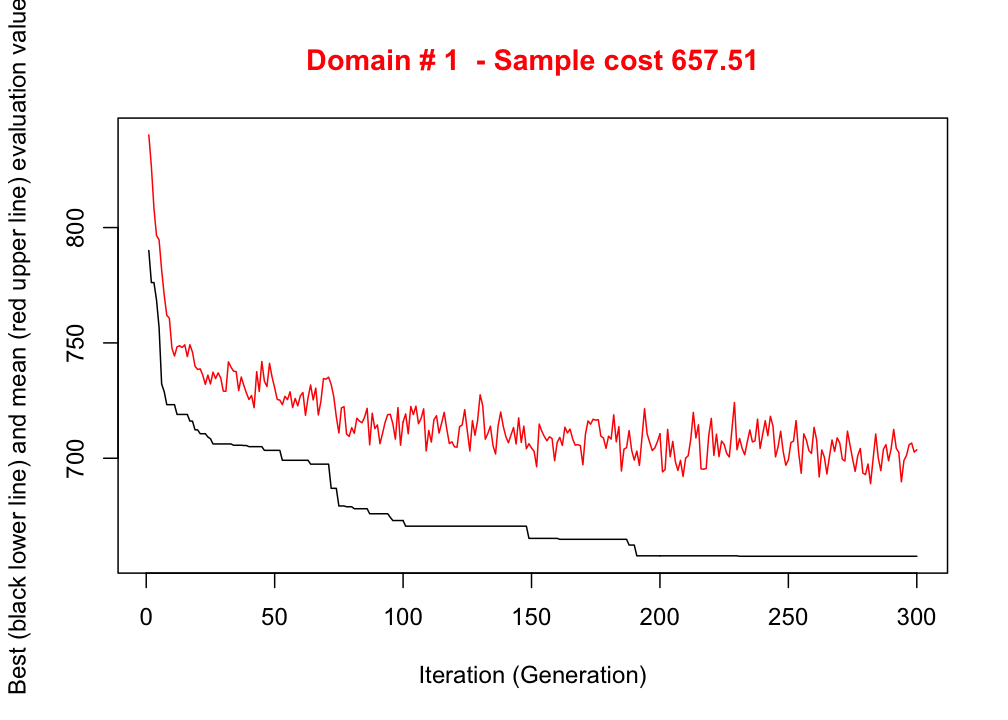 Domain # 1  - Sample cost 657.51
Best (black lower line) and mean (red upper line) evaluation value
800
750
700
0 50 100 150 200 250 300
Iteration (Generation)